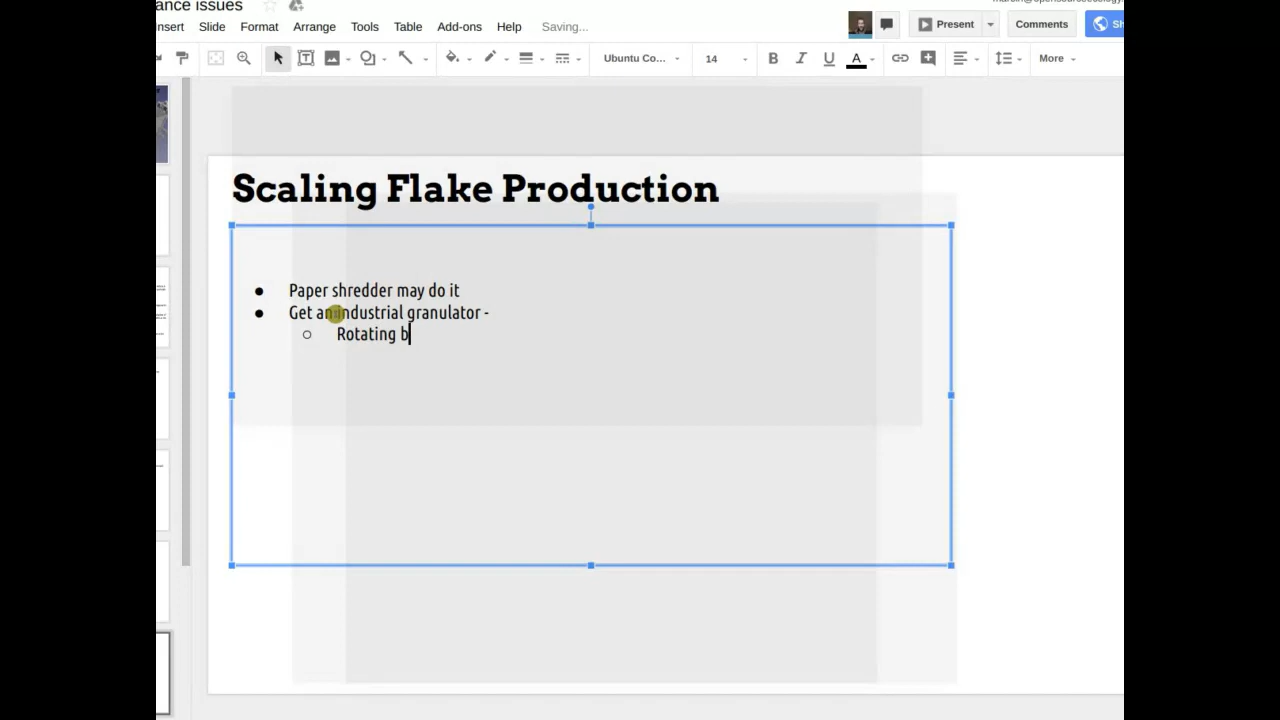 ance issues
nsert Slide Format Arrange Tools Table Add-ons Help Saving...
Present Comments Sh
Ubuntu Co... 14 B I U A More
Scaling Flake Production
● Paper shredder may do it
● Get an industrial granulator -
○ Rotating b